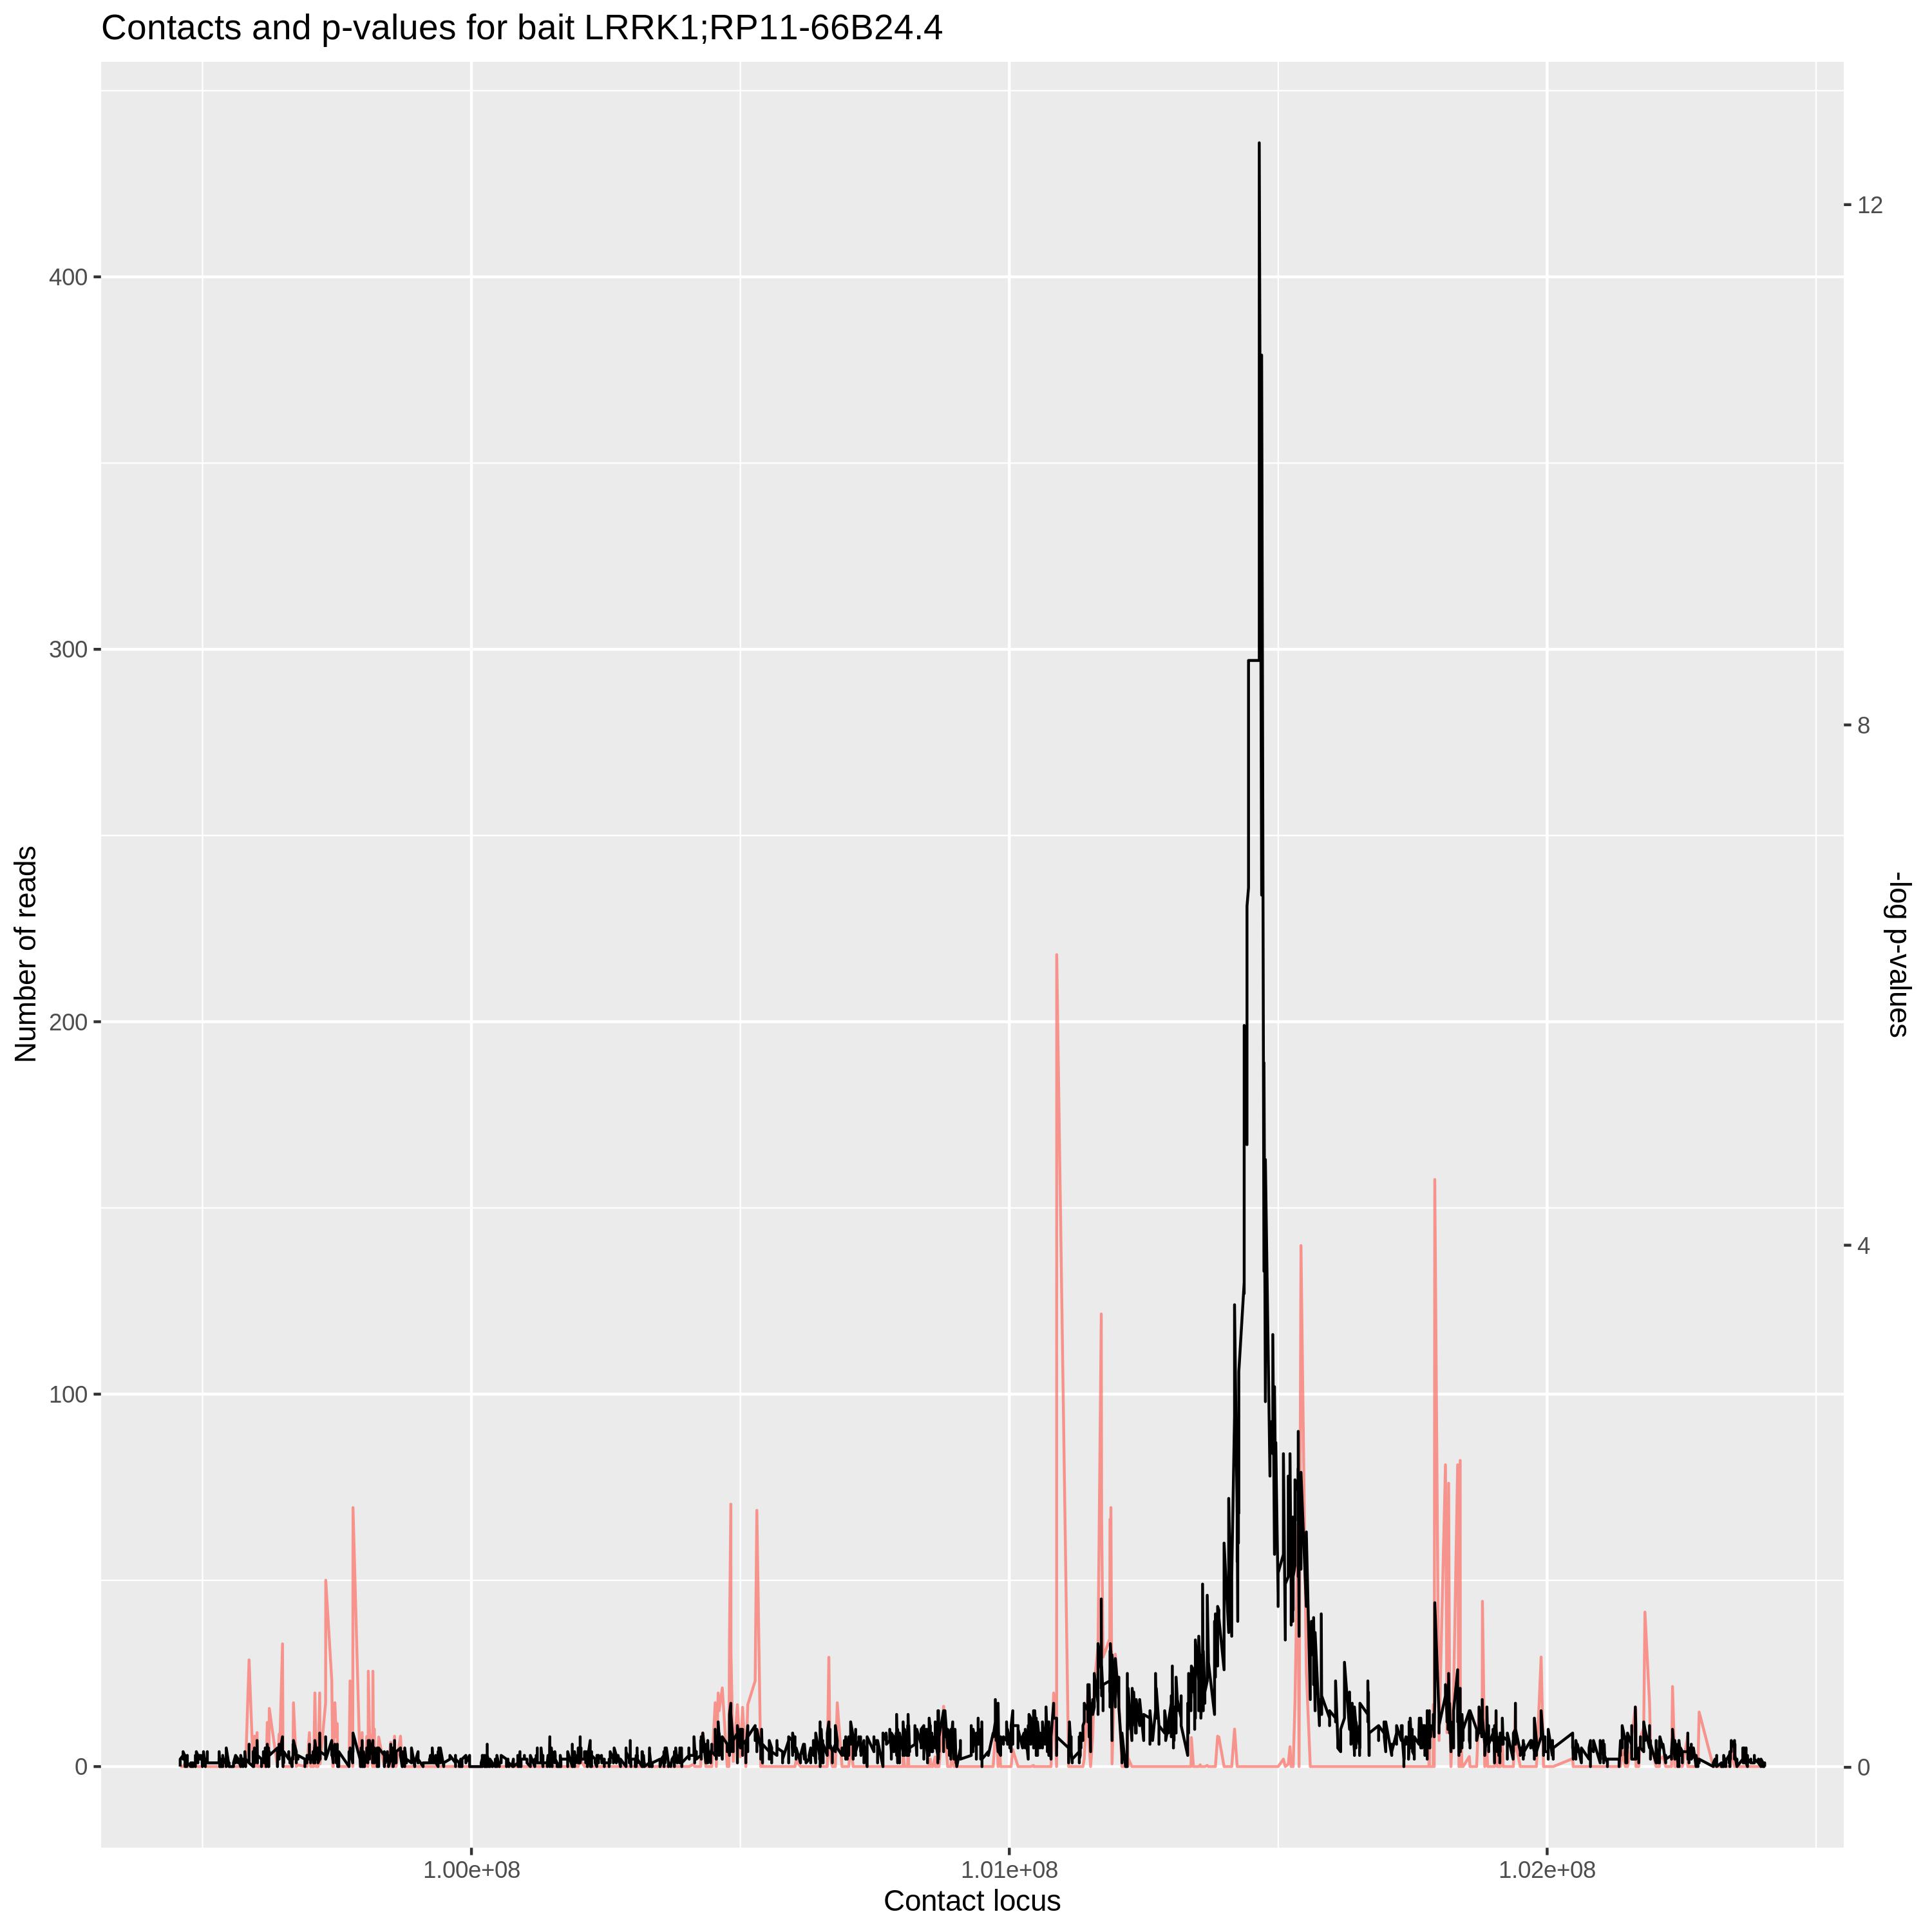 Contacts and p-values for bait LRRK1;RP11-66B24.4
400
300
200
100
0
Number of reads
12
8
4
0
-log p-values
1.00e+08
1.01e+08
1.02e+08
Contact locus